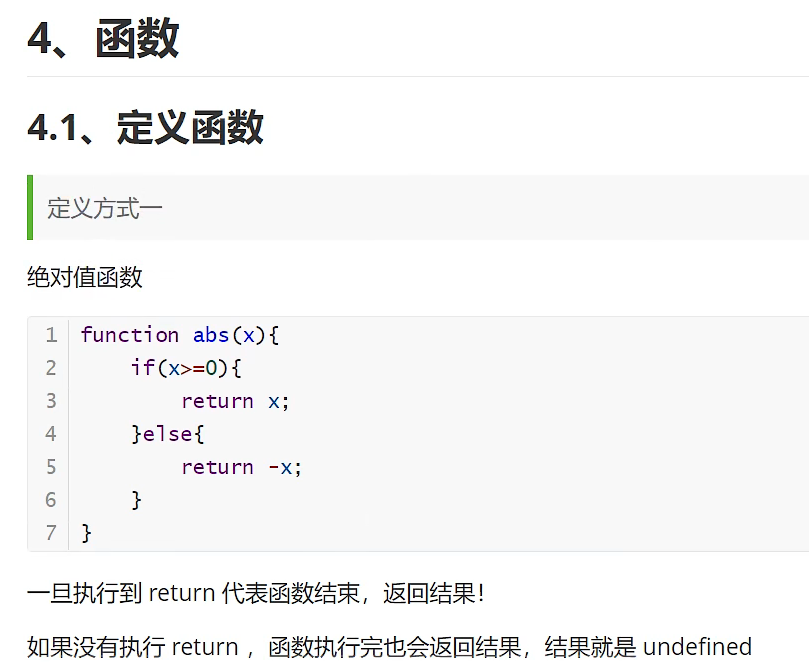 4、函数
4.1、定义函数
定义方式一
绝对值函数
1 function abs(x){
2     if(x>=0){
3         return x;
4     }else{
5         return -x;
6     }
7 }
一旦执行到 return 代表函数结束，返回结果！
如果没有执行 return ，函数执行完也会返回结果，结果就是 undefined